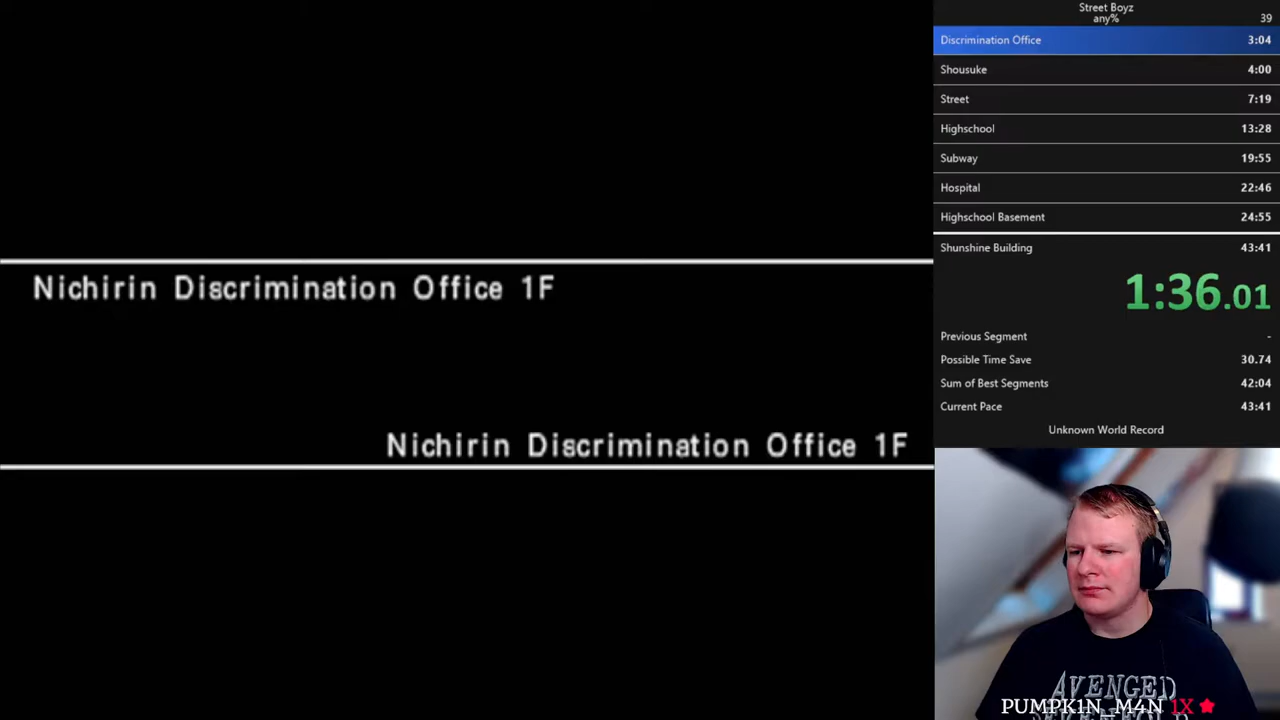 Nichirin Discrimination Office 1F
Nichirin Discrimination Office 1F
Street Boyz
any%
39
Discrimination Office 3:04
Shousuke 4:00
Street 7:19
Highschool 13:28
Subway 19:55
Hospital 22:46
Highschool Basement 24:55
Shunshine Building 43:41
1:36.01
Previous Segment -
Possible Time Save 30.74
Sum of Best Segments 42:04
Current Pace 43:41
Unknown World Record
AVENGED
PUMPK1N_M4N 1X